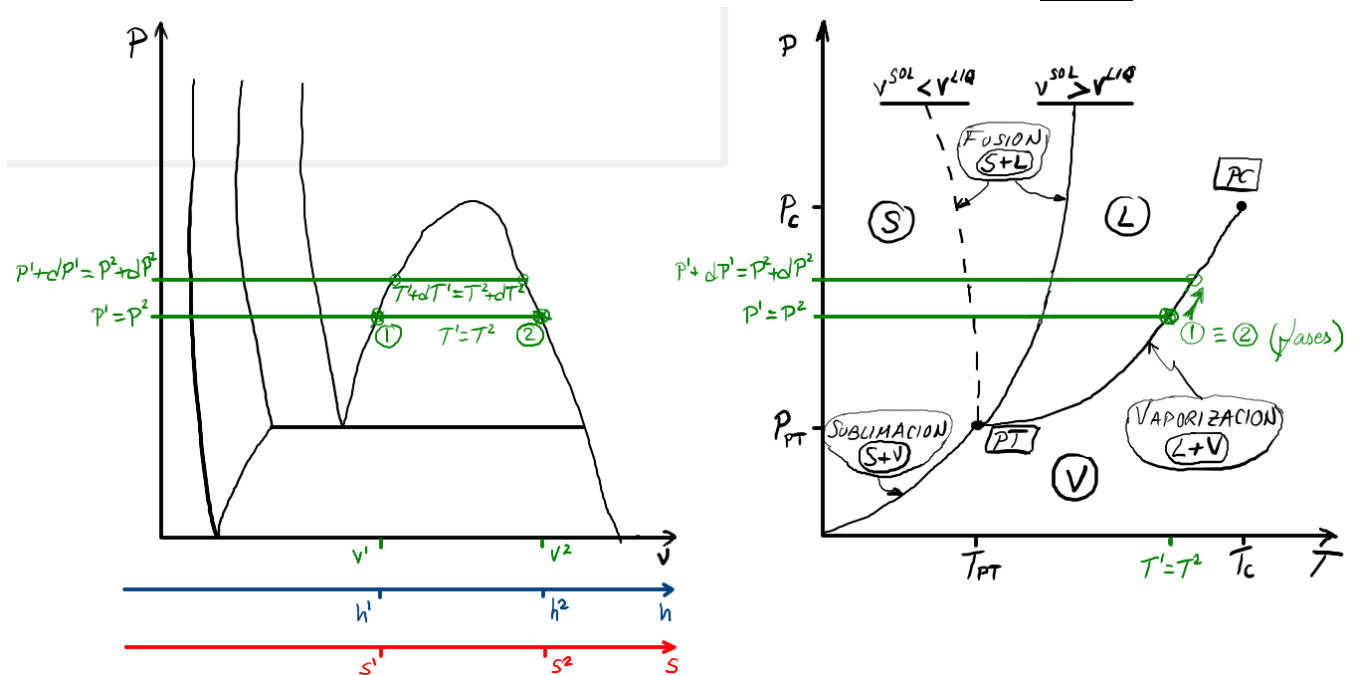 P
P¹+dP¹=P²+dP²
T¹+dT¹=T²+dT²
P¹=P²
① T¹=T² ②
v¹ v² v
h¹ h² h
s¹ s² s
P
v^SOL < v^LIQ v^SOL > v^LIQ
FUSION
S+L
PC
P_C
S L
P¹+dP¹=P²+dP²
P¹=P²
① ≡ ② (fases)
P_PT
SUBLIMACION
S+V
PT
VAPORIZACION
L+V
V
T_PT T¹=T² T_C T